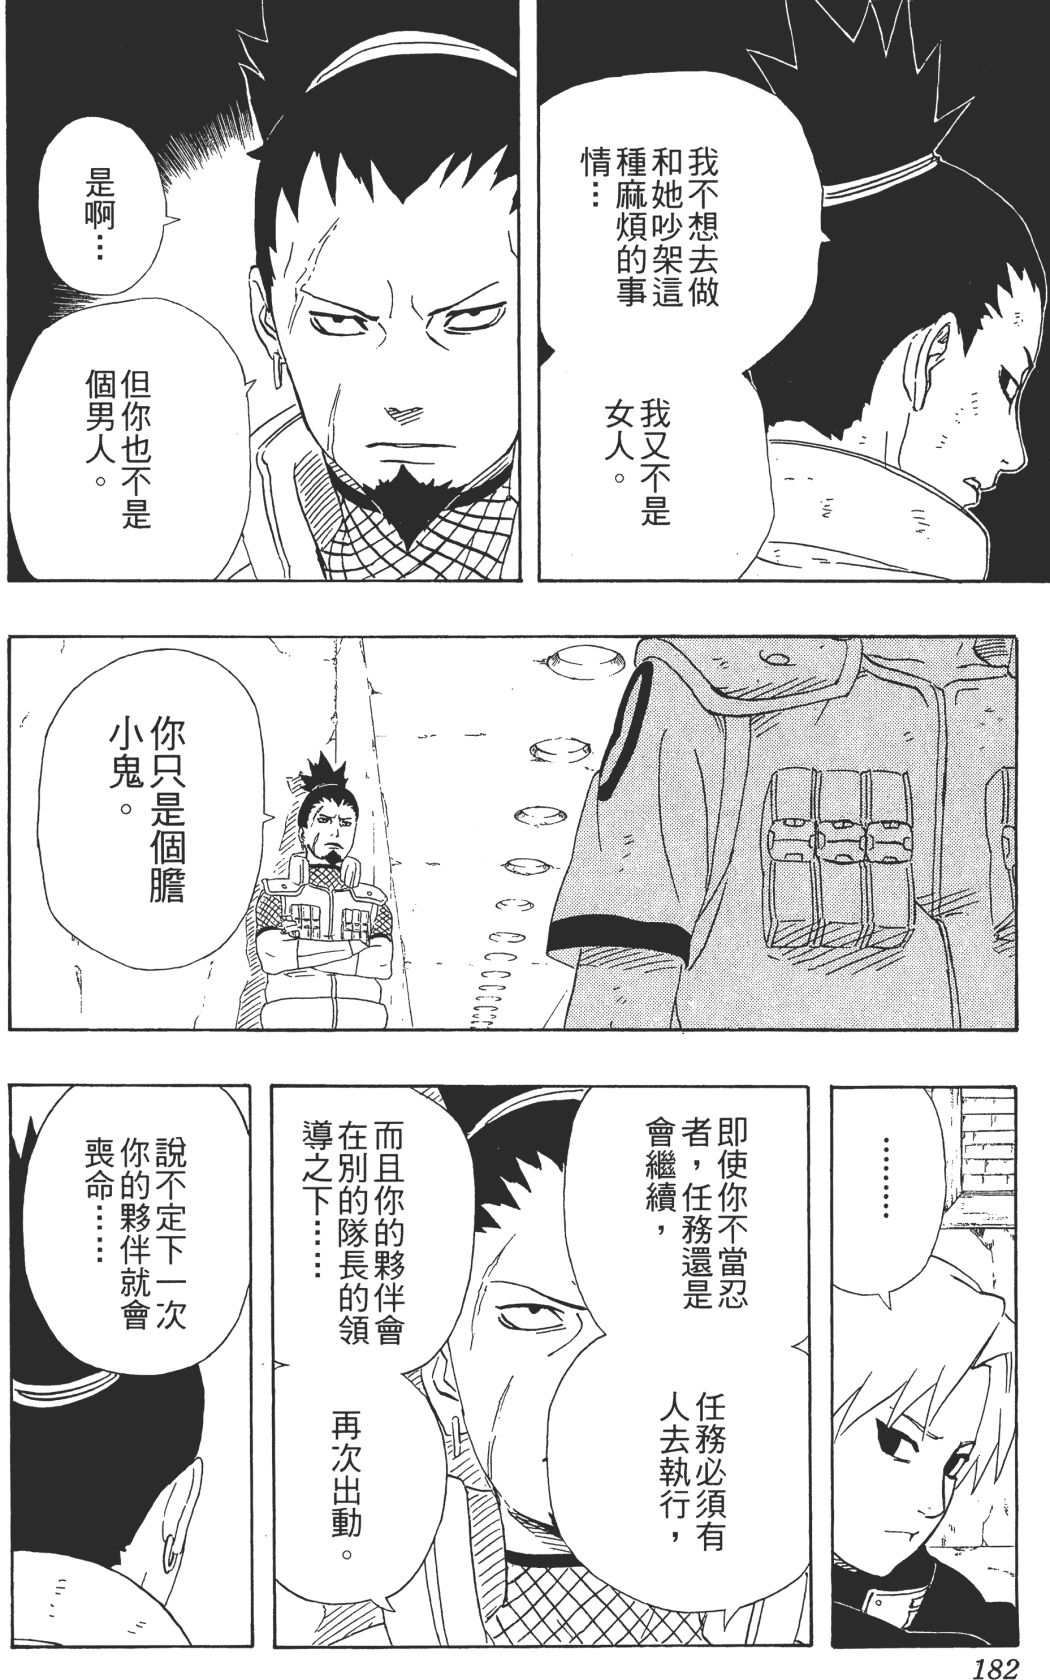 我不想去做
和她吵架這
種麻煩的事
情…
我又不是
女人。
是啊…
但你也不是
個男人。
你只是個膽
小鬼。
………
即使你不當忍
者，任務還是
會繼續，
任務必須有
人去執行，
而且你的夥伴會
在別的隊長的領
導之下……
再次出動。
說不定下一次
你的夥伴就會
喪命……
182